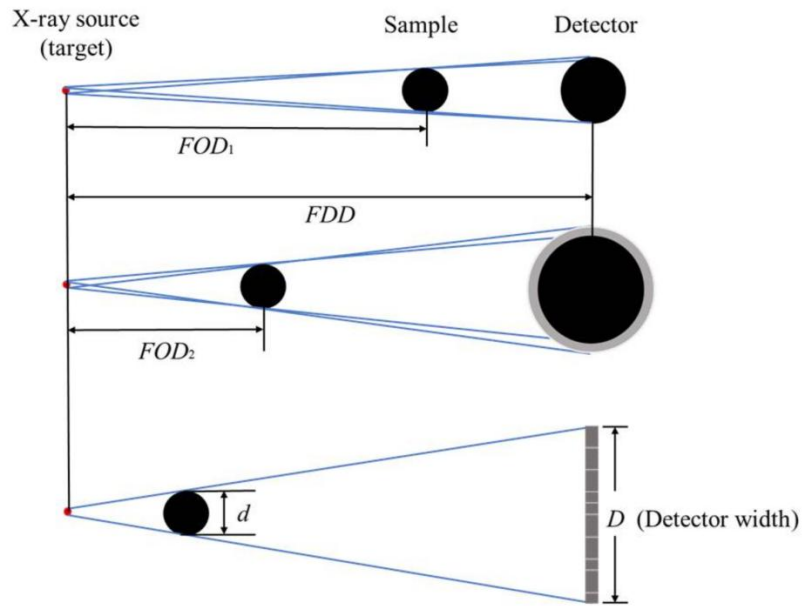 X-ray source
(target)
Sample
Detector
FOD₁
FDD
FOD₂
d
D (Detector width)